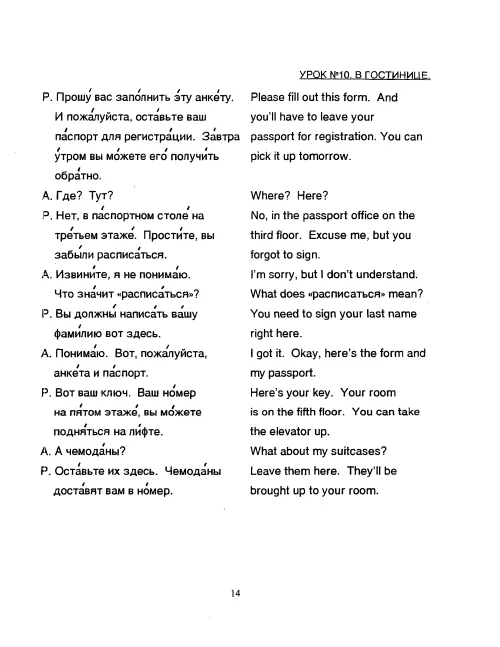 УРОК №10. В ГОСТИНИЦЕ.
Р. Прошу́ вас запо́лнить э́ту анке́ту.
И пожа́луйста, оста́вьте ваш
па́спорт для регистра́ции. За́втра
у́тром вы мо́жете его́ получи́ть
обра́тно.
А. Где? Тут?
Р. Нет, в па́спортном столе́ на
тре́тьем этаже́. Прости́те, вы
забы́ли расписа́ться.
А. Извини́те, я не понима́ю.
Что зна́чит «расписа́ться»?
Р. Вы должны́ написа́ть ва́шу
фами́лию вот здесь.
А. Понима́ю. Вот, пожа́луйста,
анке́та и па́спорт.
Р. Вот ваш ключ. Ваш но́мер
на пя́том этаже́, вы мо́жете
подня́ться на ли́фте.
А. А чемода́ны?
Р. Оста́вьте их здесь. Чемода́ны
доста́вят вам в но́мер.
Please fill out this form. And
you'll have to leave your
passport for registration. You can
pick it up tomorrow.
Where? Here?
No, in the passport office on the
third floor. Excuse me, but you
forgot to sign.
I'm sorry, but I don't understand.
What does «расписаться» mean?
You need to sign your last name
right here.
I got it. Okay, here's the form and
my passport.
Here's your key. Your room
is on the fifth floor. You can take
the elevator up.
What about my suitcases?
Leave them here. They'll be
brought up to your room.
14